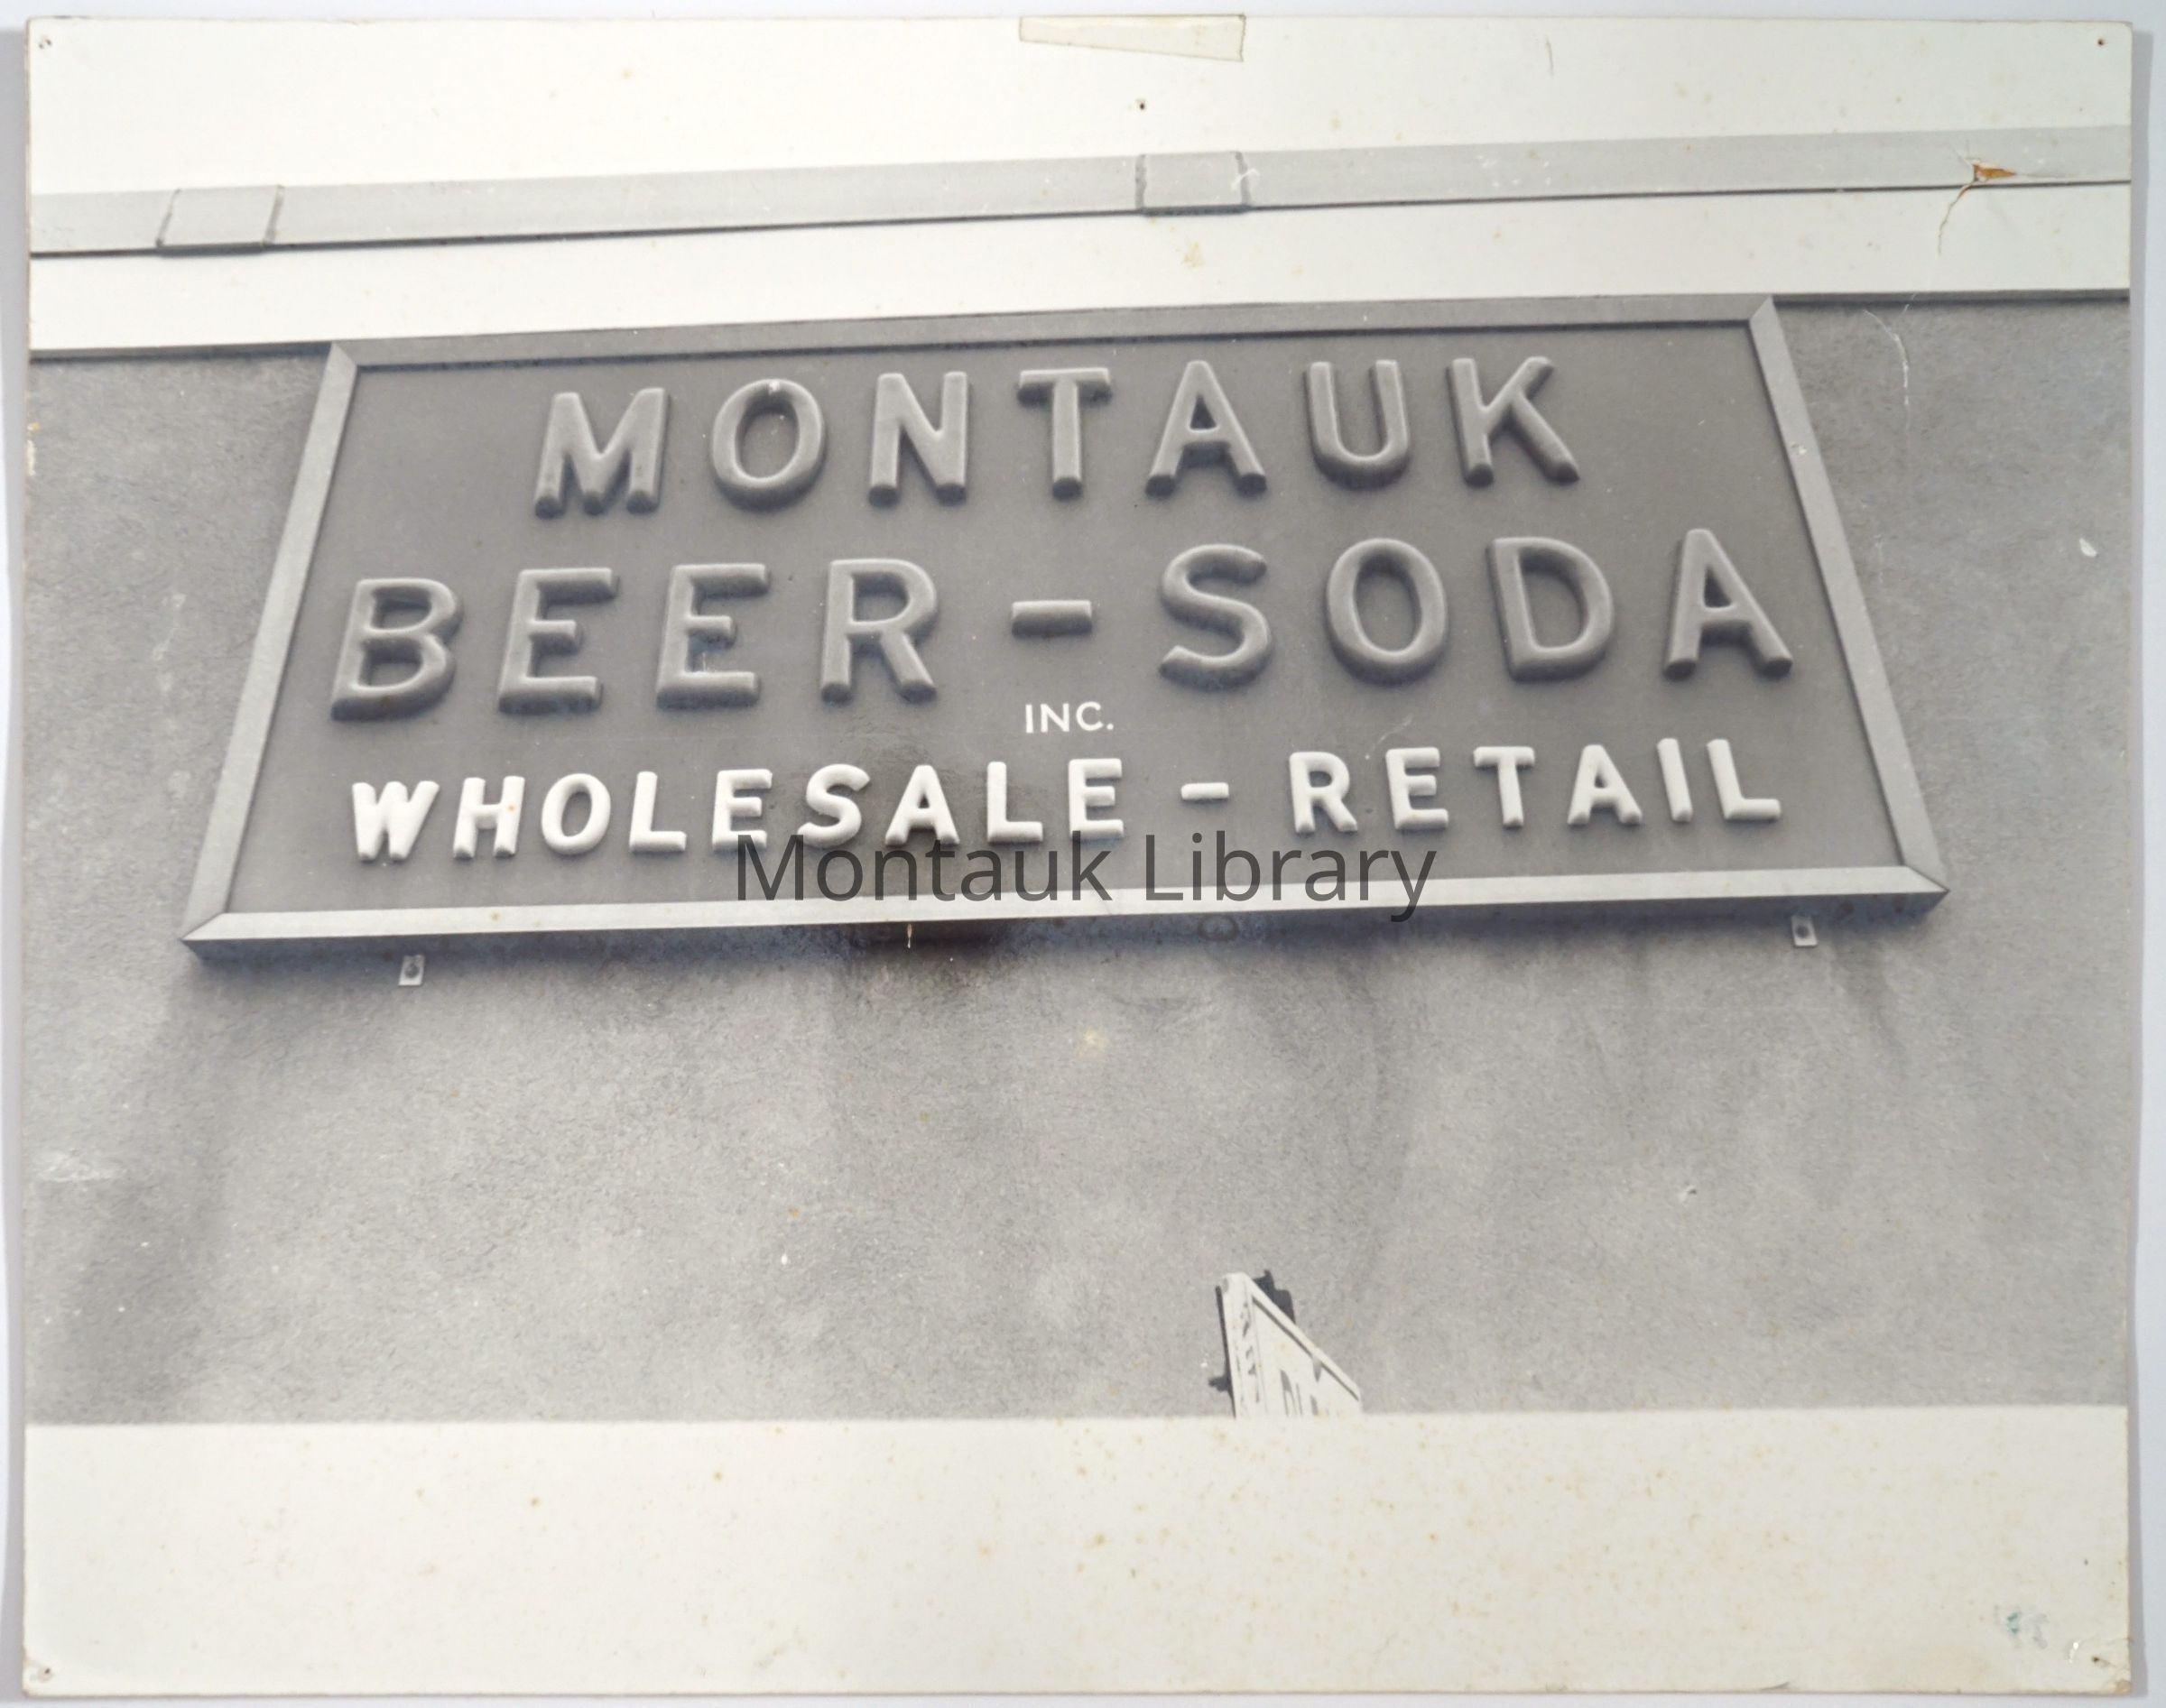 MONTAUK
BEER - SODA
INC.
WHOLESALE - RETAIL
Montauk Library